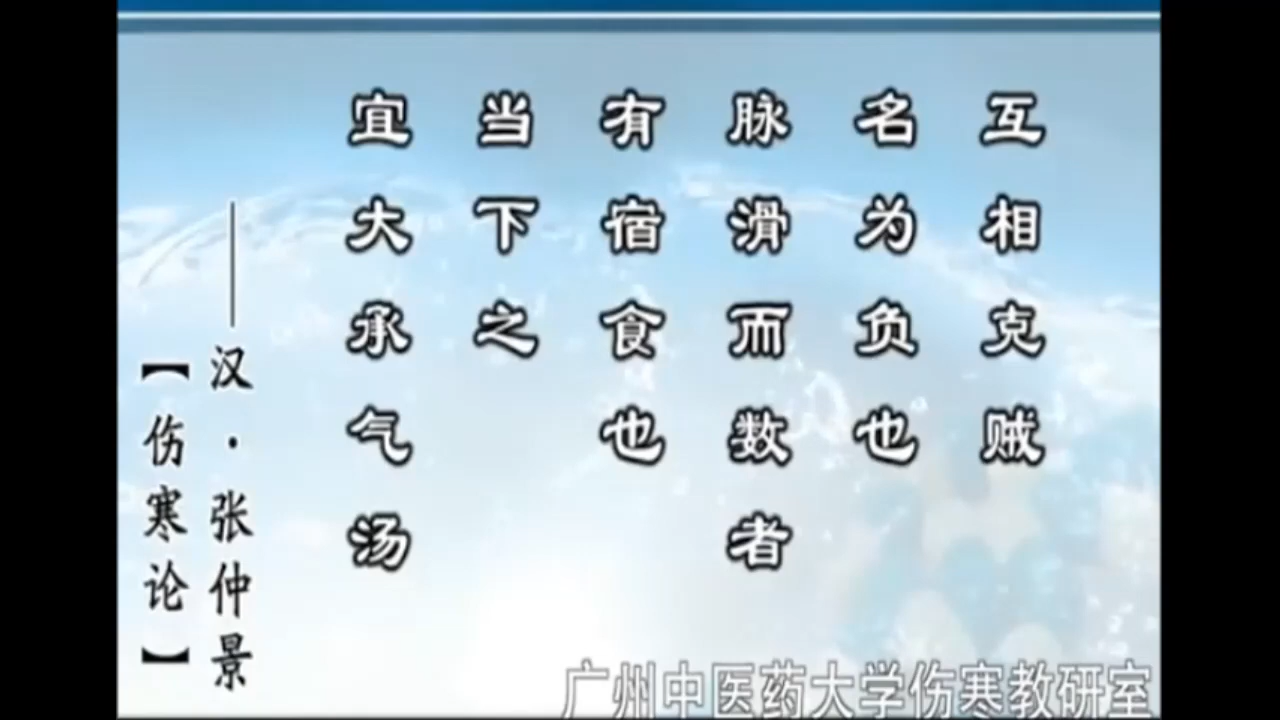 互相克贼
名为负也
脉滑而数者
有宿食也
当下之
宜大承气汤
——汉·张仲景
【伤寒论】
广州中医药大学伤寒教研室